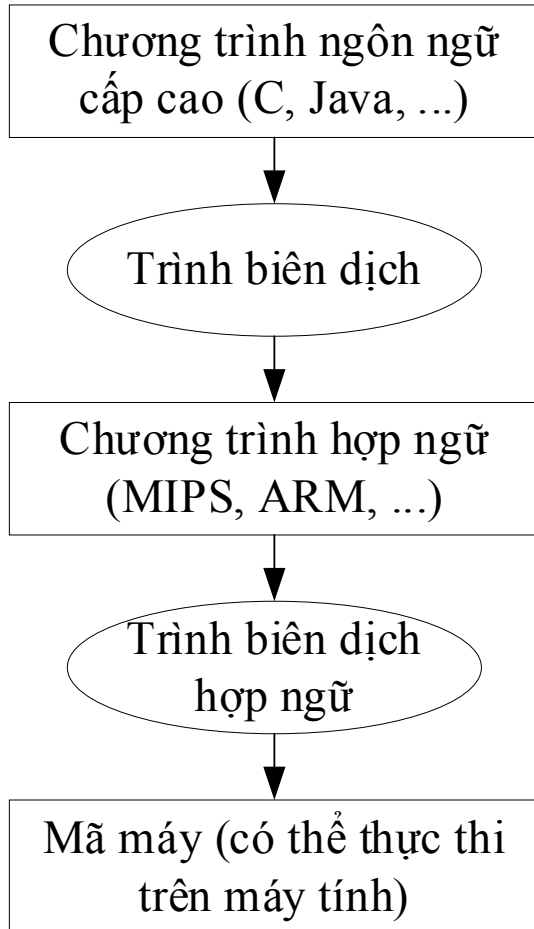 Chương trình ngôn ngữ
cấp cao (C, Java, ...)
Trình biên dịch
Chương trình hợp ngữ
(MIPS, ARM, ...)
Trình biên dịch
hợp ngữ
Mã máy (có thể thực thi
trên máy tính)